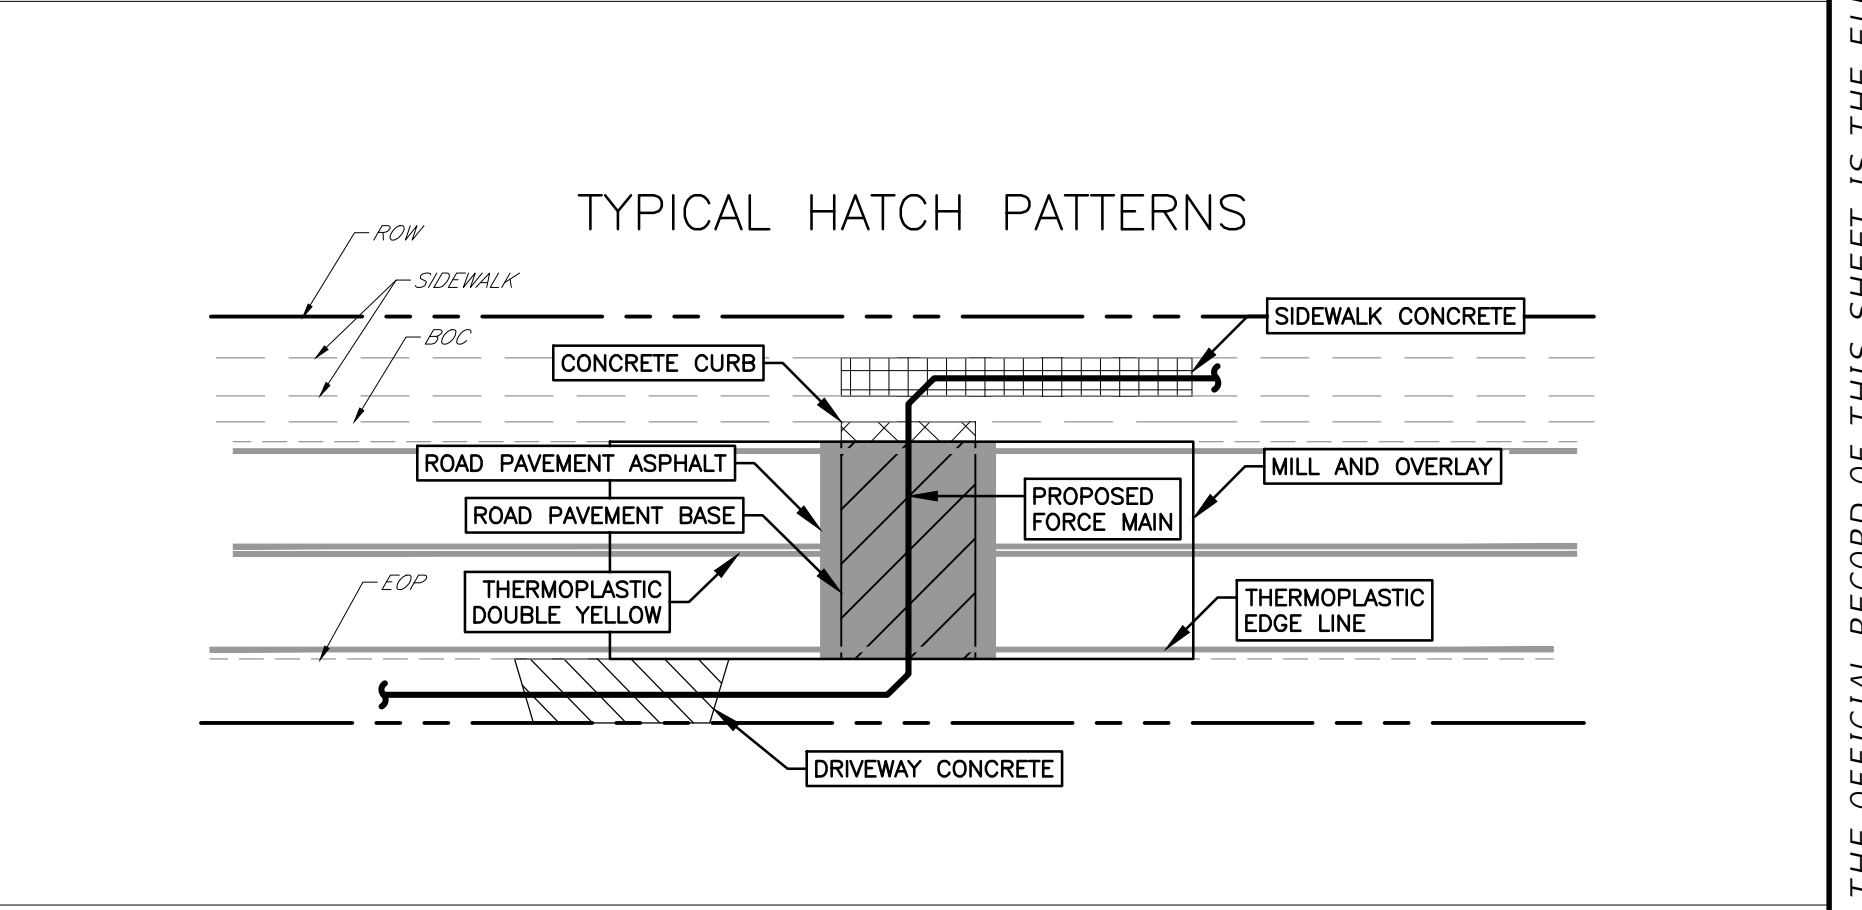 TYPICAL HATCH PATTERNS
ROW
SIDEWALK
BOC
SIDEWALK CONCRETE
CONCRETE CURB
ROAD PAVEMENT ASPHALT
MILL AND OVERLAY
ROAD PAVEMENT BASE
PROPOSED
FORCE MAIN
EOP
THERMOPLASTIC
DOUBLE YELLOW
THERMOPLASTIC
EDGE LINE
DRIVEWAY CONCRETE
THE OFFICIAL RECORD OF THIS SHEET IS THE